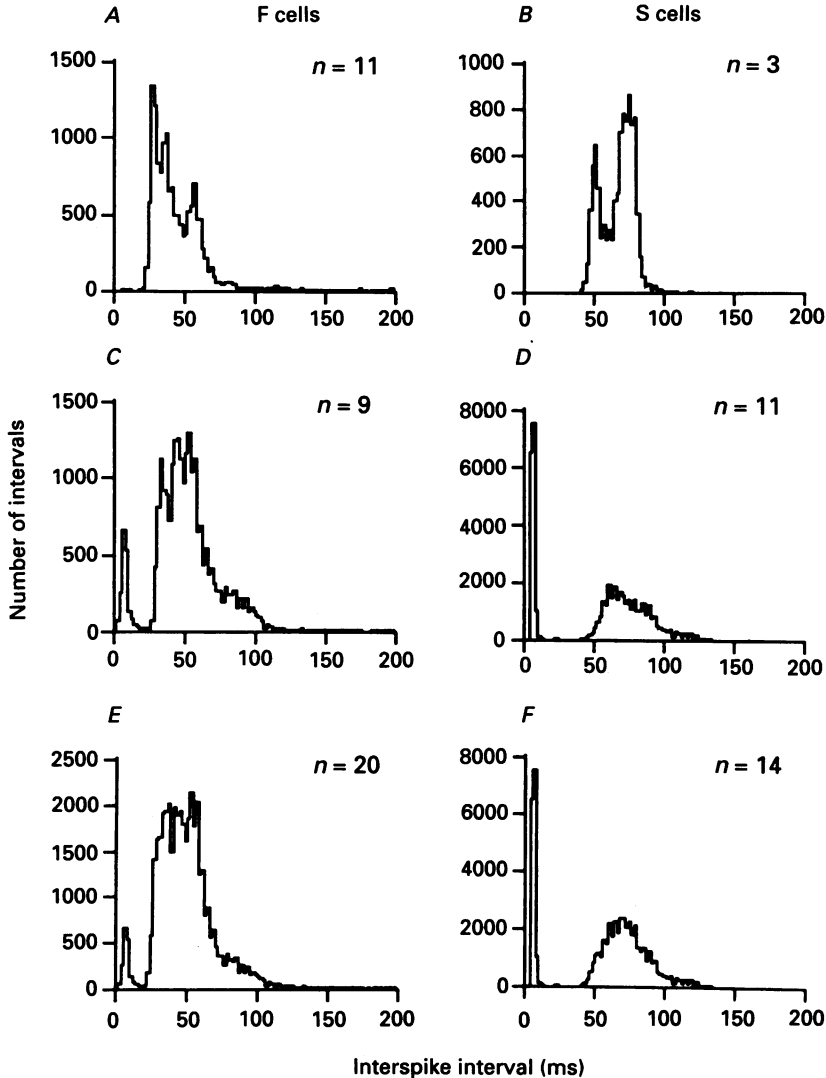 A F cells
n = 11
1500
1000
500
0
0 50 100 150 200
B S cells
n = 3
1000
800
600
400
200
0
0 50 100 150 200
C
n = 9
1500
1000
500
0
0 50 100 150 200
D
n = 11
8000
6000
4000
2000
0
0 50 100 150 200
E
n = 20
2500
2000
1500
1000
500
0
0 50 100 150 200
F
n = 14
8000
6000
4000
2000
0
0 50 100 150 200
Number of intervals
Interspike interval (ms)